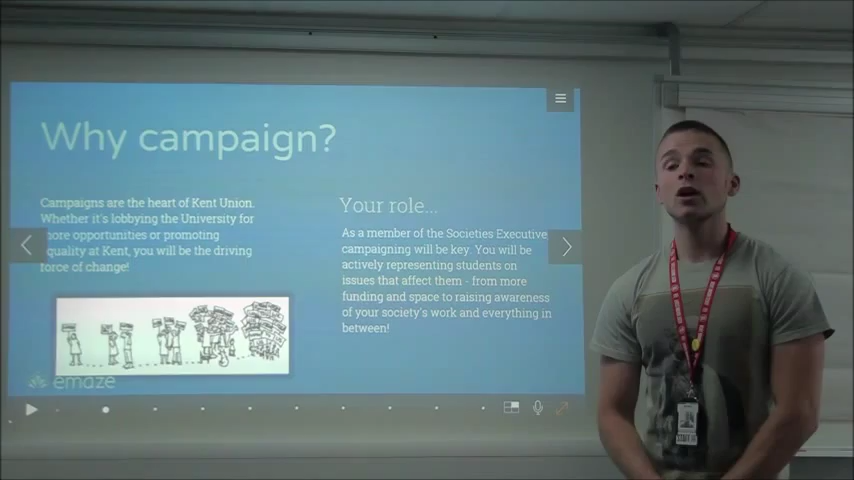 Why campaign?
Campaigns are the heart of Kent Union.
Whether it's lobbying the University for
more opportunities or promoting
equality at Kent, you will be the driving
force of change!
Your role...
As a member of the Societies Executive
campaigning will be key. You will be
actively representing students on
issues that affect them - from more
funding and space to raising awareness
of your society's work and everything in
between!
emaze
STAFF